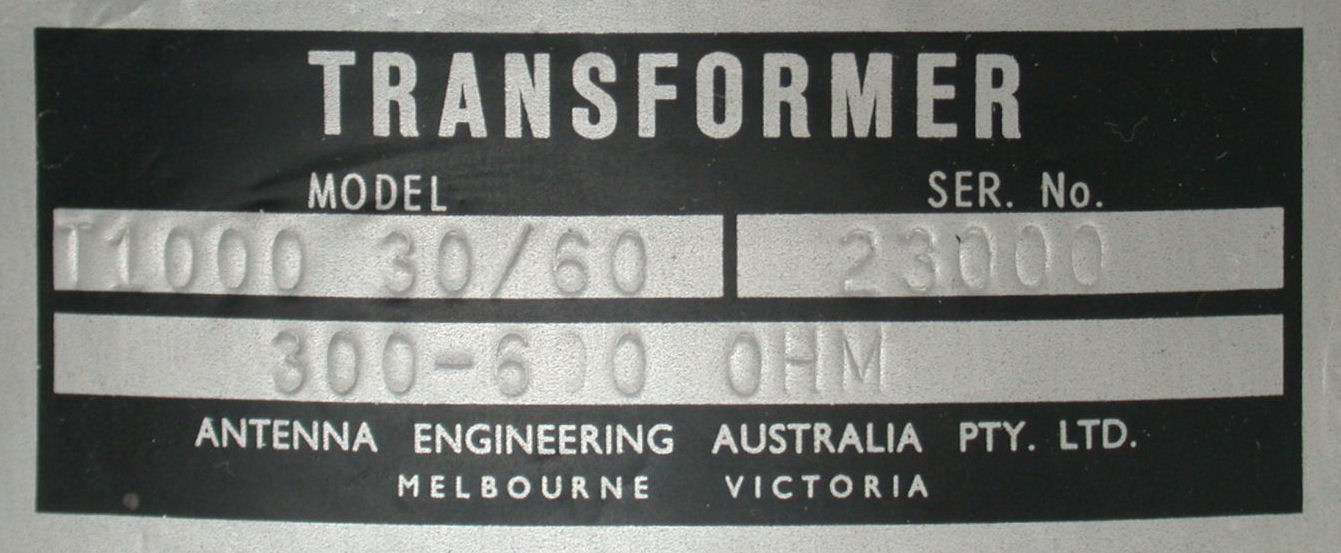 TRANSFORMER
MODEL SER. No.
T1000 30/60 23000
300-600 OHM
ANTENNA ENGINEERING AUSTRALIA PTY. LTD.
MELBOURNE VICTORIA